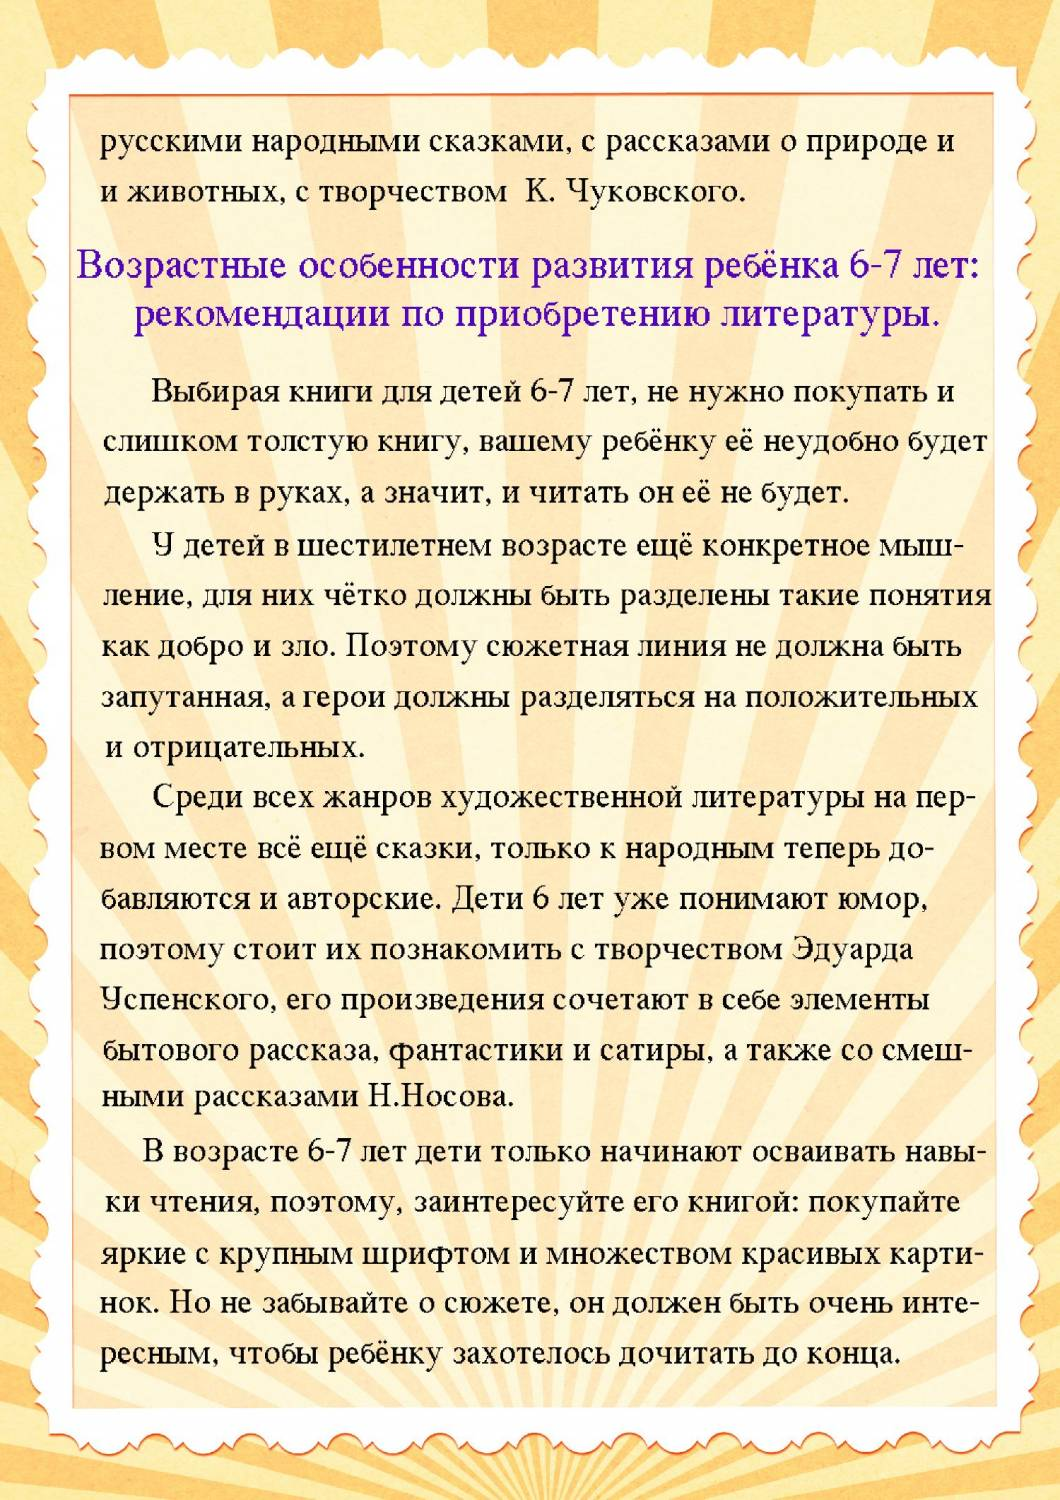 русскими народными сказками, с рассказами о природе и
и животных, с творчеством К. Чуковского.
Возрастные особенности развития ребёнка 6-7 лет:
рекомендации по приобретению литературы.
Выбирая книги для детей 6-7 лет, не нужно покупать и
слишком толстую книгу, вашему ребёнку её неудобно будет
держать в руках, а значит, и читать он её не будет.
У детей в шестилетнем возрасте ещё конкретное мыш-
ление, для них чётко должны быть разделены такие понятия
как добро и зло. Поэтому сюжетная линия не должна быть
запутанная, а герои должны разделяться на положительных
и отрицательных.
Среди всех жанров художественной литературы на пер-
вом месте всё ещё сказки, только к народным теперь до-
бавляются и авторские. Дети 6 лет уже понимают юмор,
поэтому стоит их познакомить с творчеством Эдуарда
Успенского, его произведения сочетают в себе элементы
бытового рассказа, фантастики и сатиры, а также со смеш-
ными рассказами Н.Носова.
В возрасте 6-7 лет дети только начинают осваивать навы-
ки чтения, поэтому, заинтересуйте его книгой: покупайте
яркие с крупным шрифтом и множеством красивых карти-
нок. Но не забывайте о сюжете, он должен быть очень инте-
ресным, чтобы ребёнку захотелось дочитать до конца.